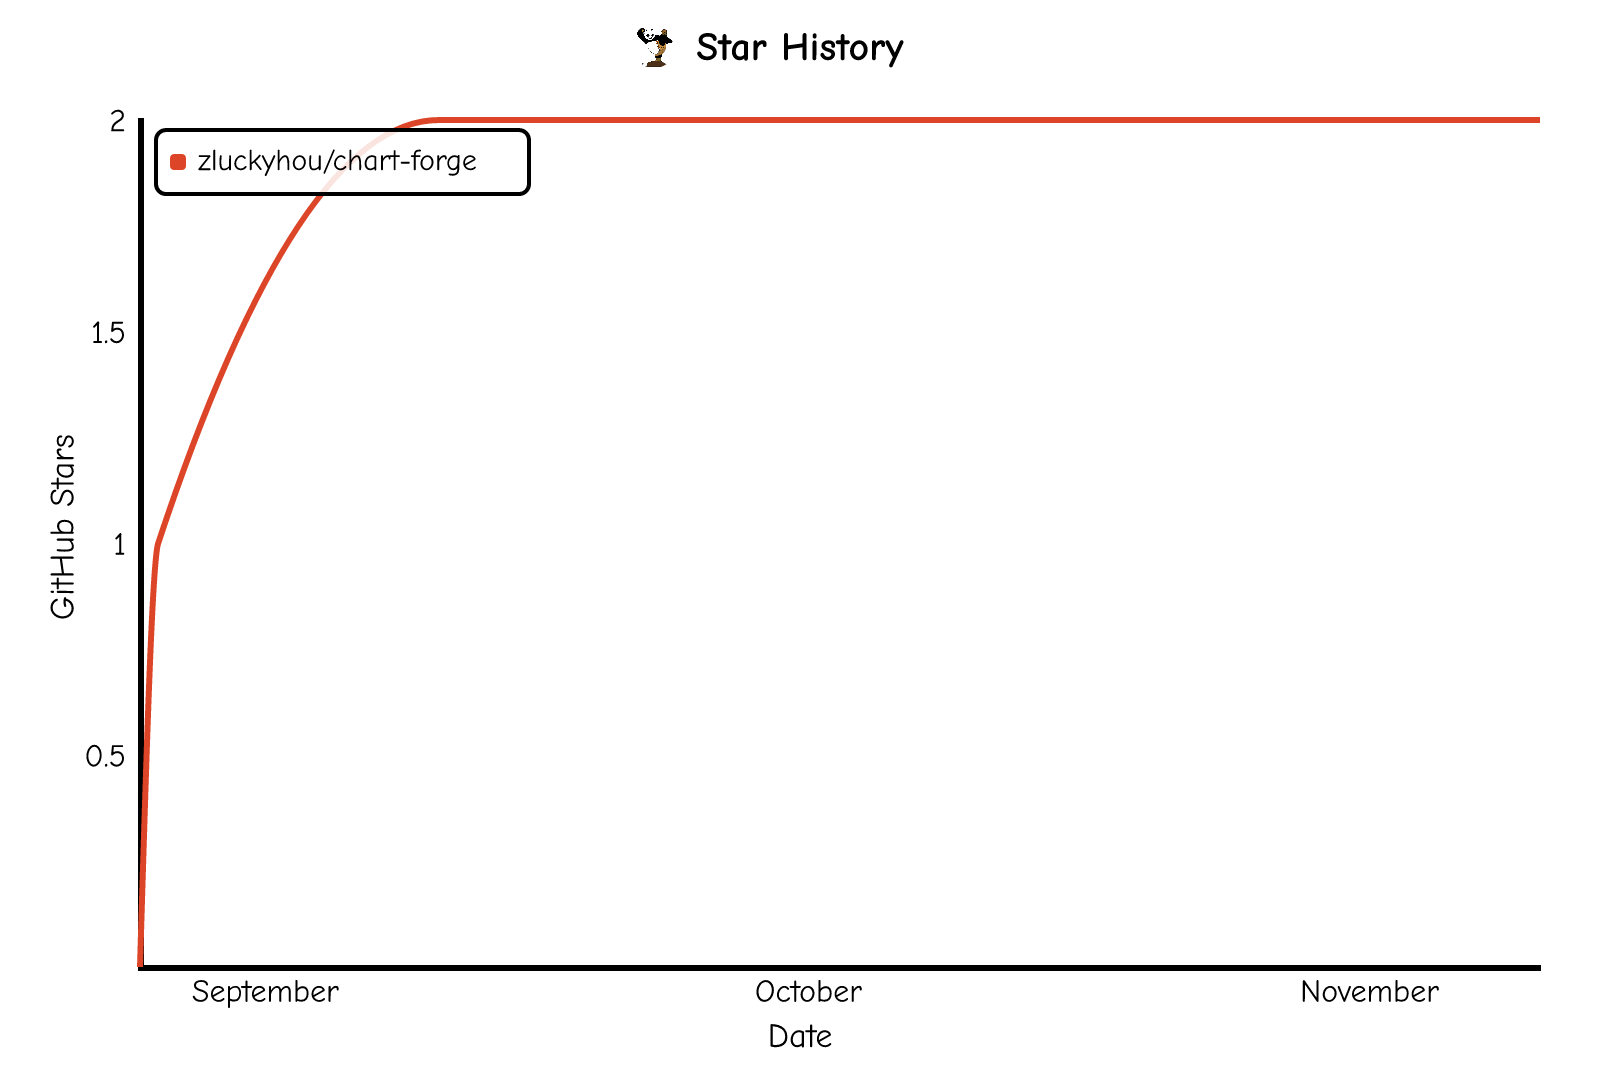 Star History
2
zluckyhou/chart-forge
1.5
1
0.5
GitHub Stars
September October November
Date